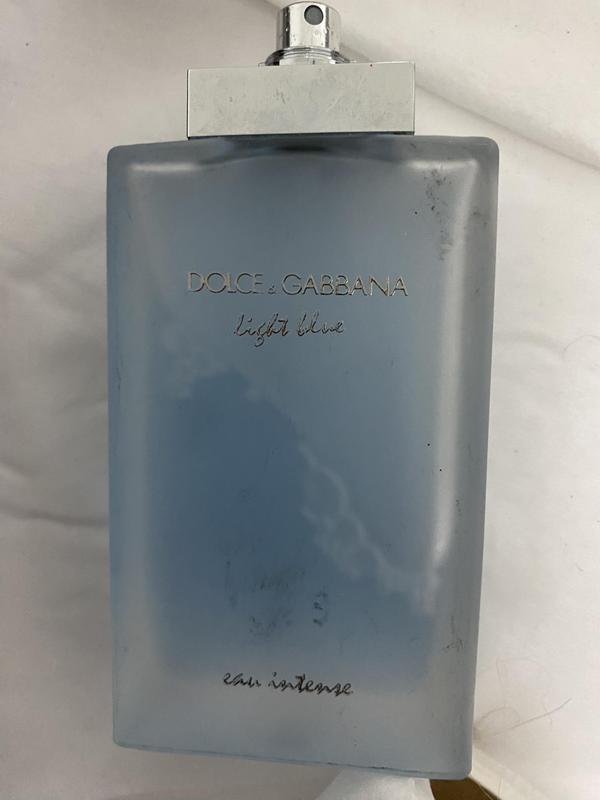 DOLCE & GABBANA
light blue
eau intense